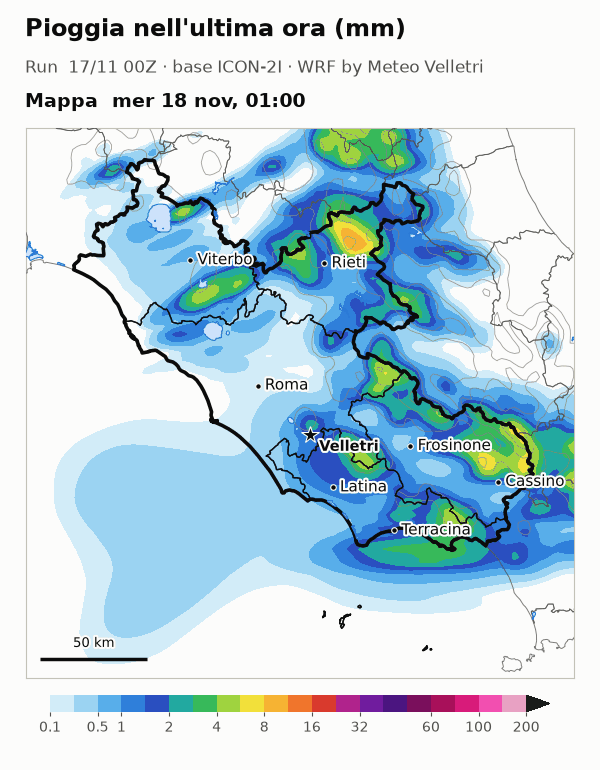 Pioggia nell'ultima ora (mm)
Run  17/11 00Z · base ICON-2I · WRF by Meteo Velletri
Mappa  mer 18 nov, 01:00
Viterbo
Rieti
Roma
Velletri
Frosinone
Cassino
Latina
Terracina
50 km
0.1 0.5 1 2 4 8 16 32 60 100 200